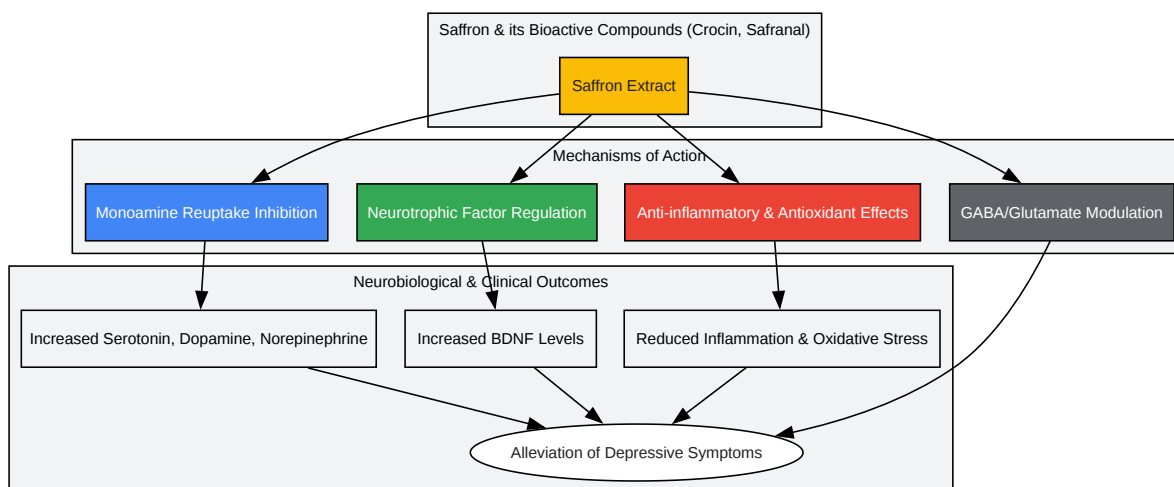 Saffron & its Bioactive Compounds (Crocin, Safranal)
Saffron Extract
Mechanisms of Action
Monoamine Reuptake Inhibition
Neurotrophic Factor Regulation
Anti-inflammatory & Antioxidant Effects
GABA/Glutamate Modulation
Neurobiological & Clinical Outcomes
Increased Serotonin, Dopamine, Norepinephrine
Increased BDNF Levels
Reduced Inflammation & Oxidative Stress
Alleviation of Depressive Symptoms